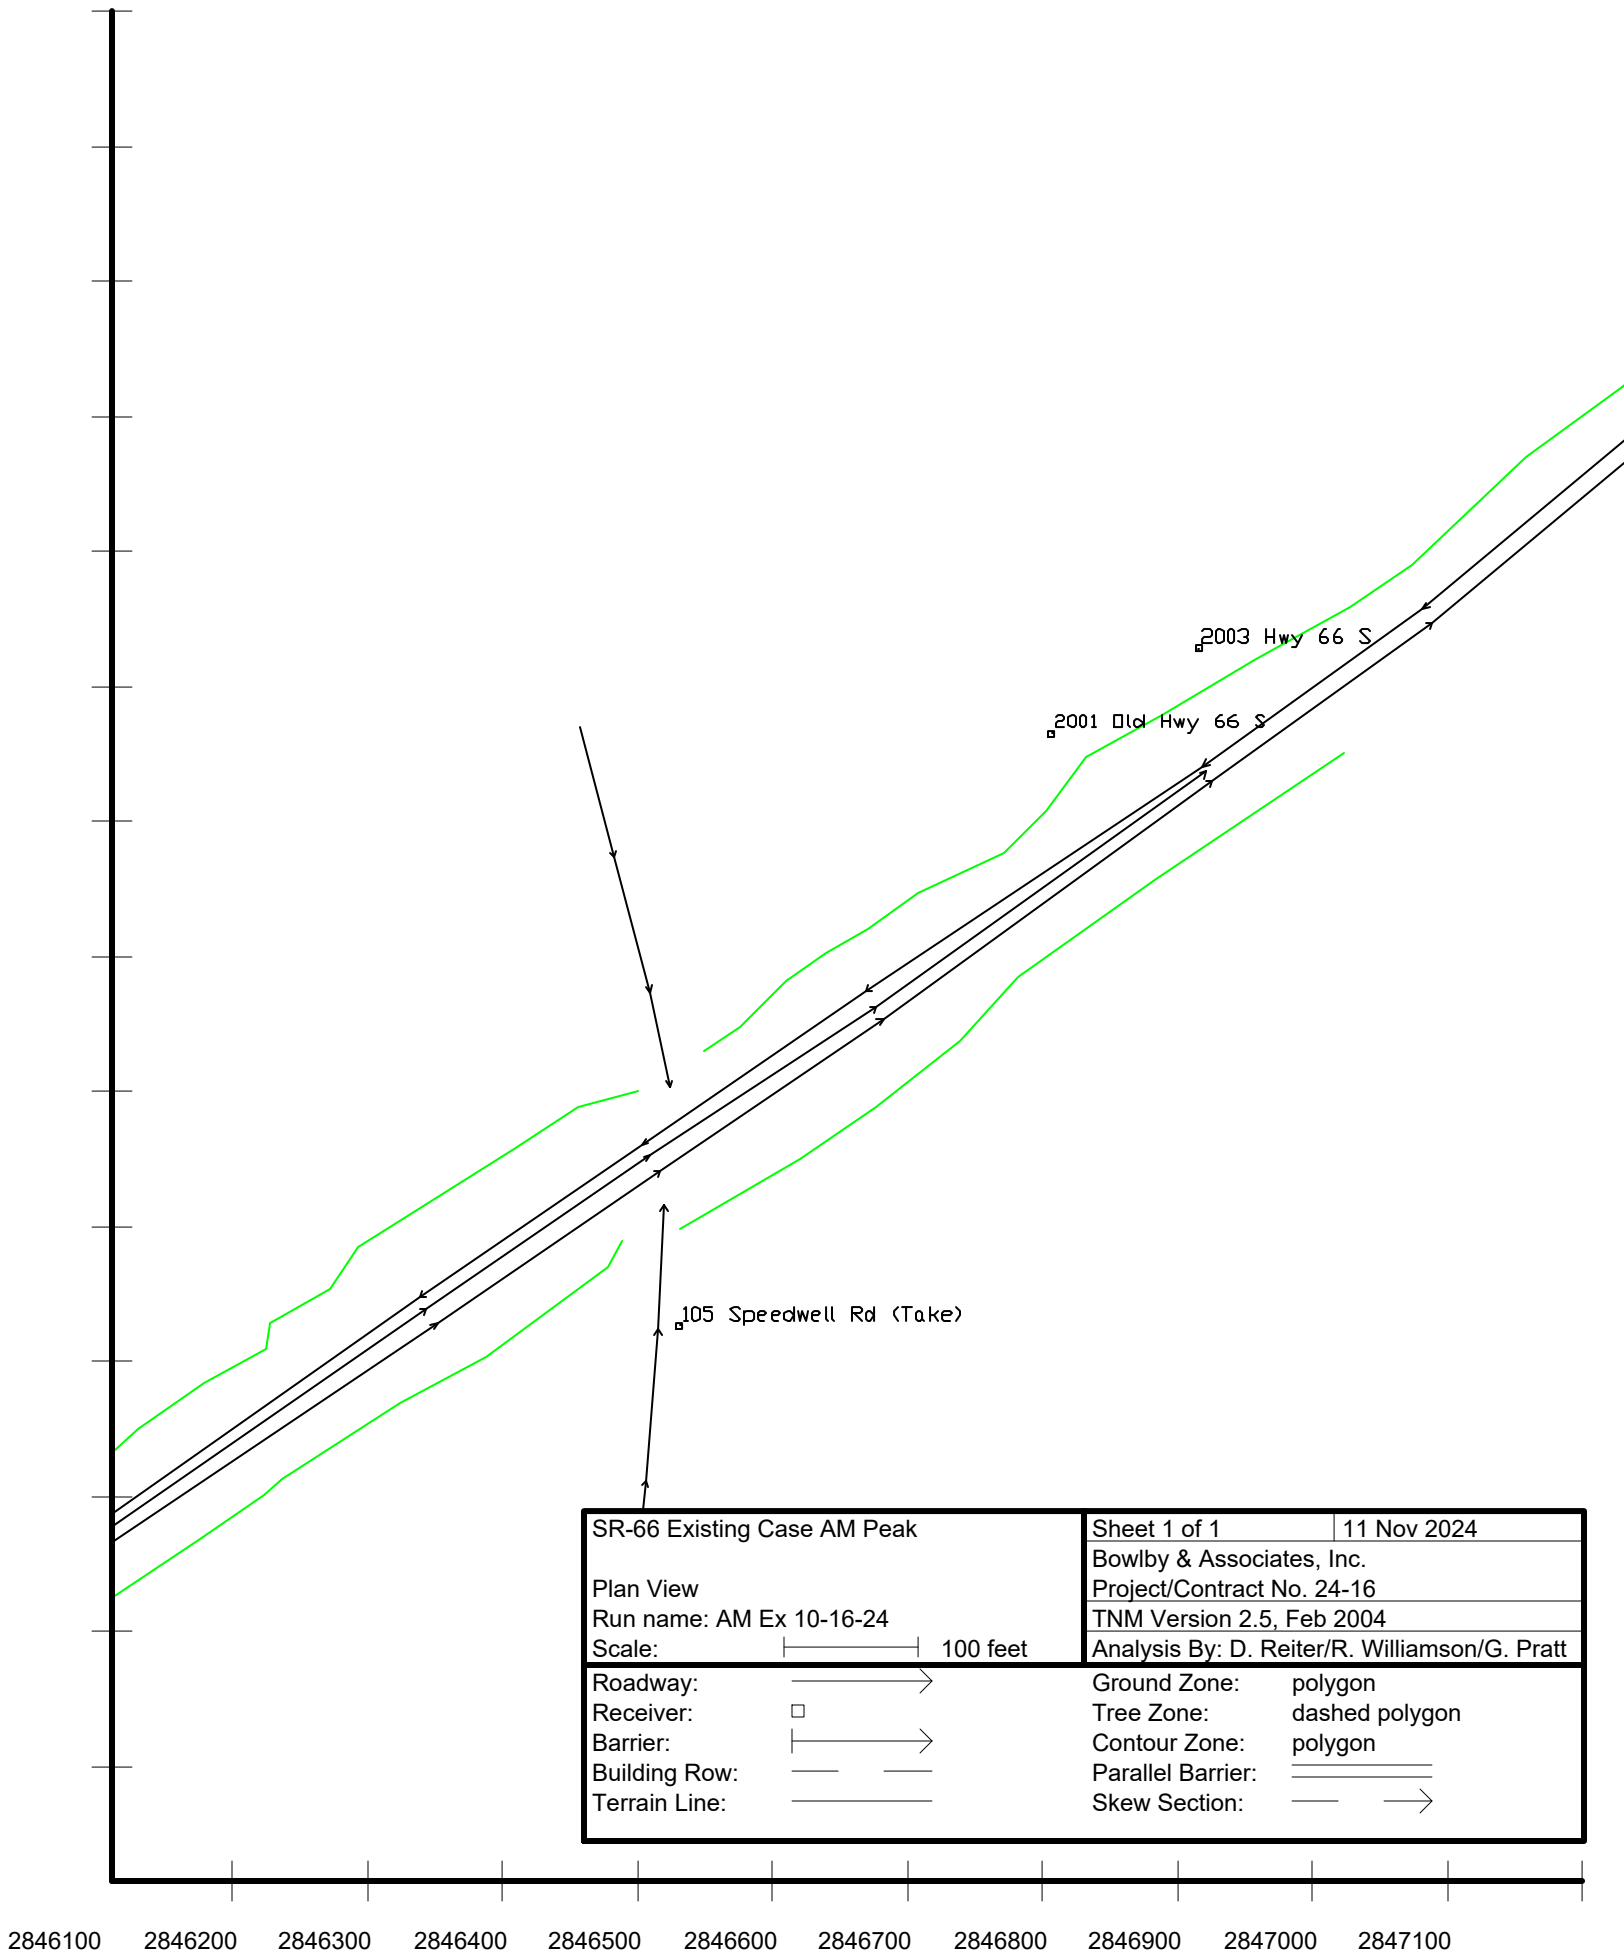 2003 Hwy 66 S
2001 Old Hwy 66 S
105 Speedwell Rd (Take)
SR-66 Existing Case AM Peak
Plan View
Run name: AM Ex 10-16-24
Scale: 100 feet
Sheet 1 of 1 11 Nov 2024
Bowlby & Associates, Inc.
Project/Contract No. 24-16
TNM Version 2.5, Feb 2004
Analysis By: D. Reiter/R. Williamson/G. Pratt
Roadway:
Receiver:
Barrier:
Building Row:
Terrain Line:
Ground Zone: polygon
Tree Zone: dashed polygon
Contour Zone: polygon
Parallel Barrier:
Skew Section:
2846100 2846200 2846300 2846400 2846500 2846600 2846700 2846800 2846900 2847000 2847100